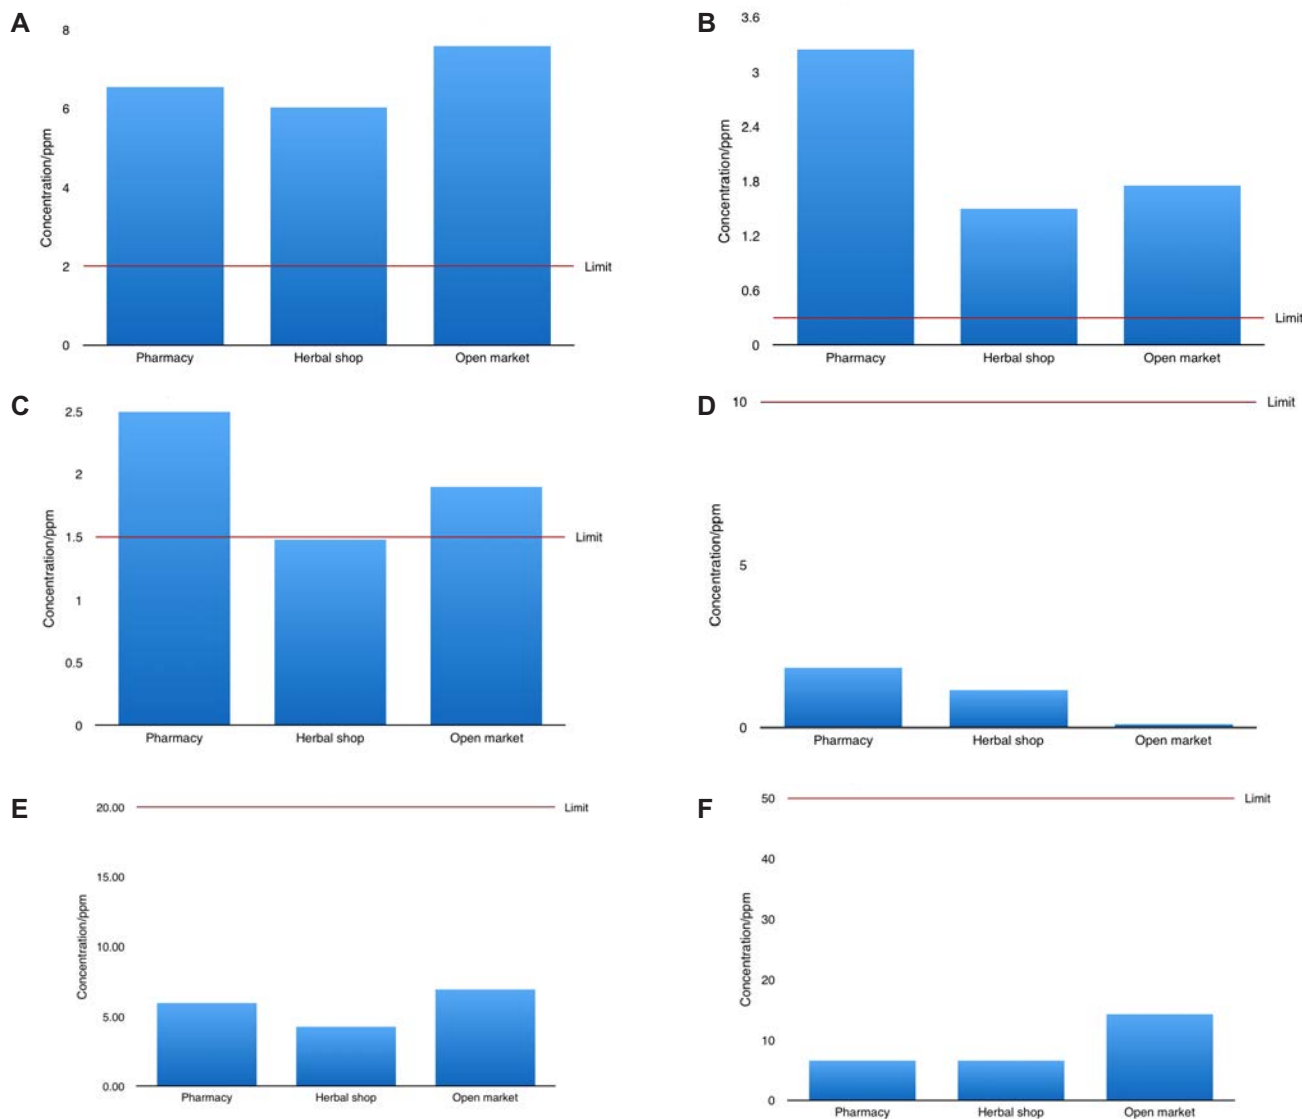 A
8
6
4
2
0
Concentration/ppm
Limit
Pharmacy Herbal shop Open market
B
3.6
3
2.4
1.8
1.2
0.6
0
Concentration/ppm
Limit
Pharmacy Herbal shop Open market
C
2.5
2
1.5
1
0.5
0
Concentration/ppm
Limit
Pharmacy Herbal shop Open market
D
10
5
0
Concentration/ppm
Limit
Pharmacy Herbal shop Open market
E
20.00
15.00
10.00
5.00
0.00
Concentration/ppm
Limit
Pharmacy Herbal shop Open market
F
50
40
30
20
10
0
Concentration/ppm
Limit
Pharmacy Herbal shop Open market